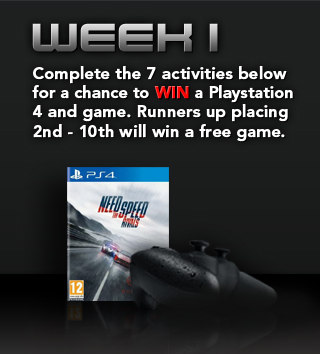 WEEK 1
Complete the 7 activities below
for a chance to WIN a Playstation
4 and game. Runners up placing
2nd - 10th will win a free game.
PS4
NEED FOR SPEED
RIVALS
12